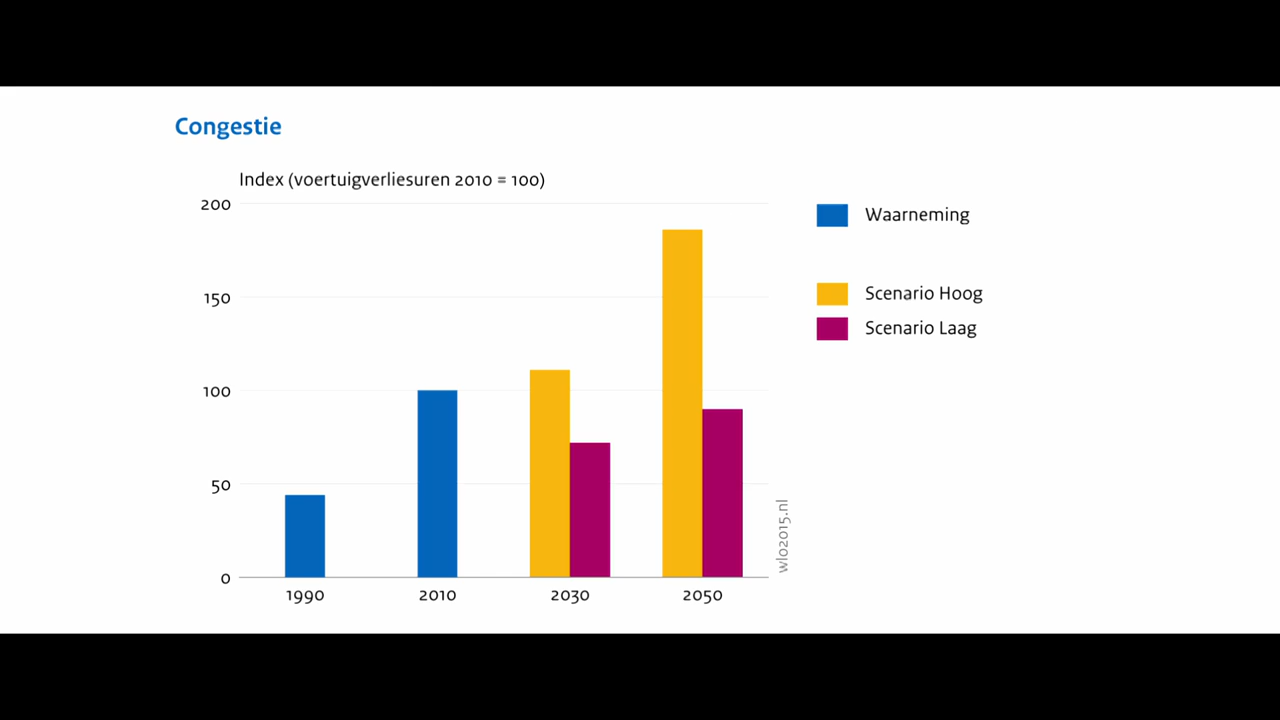 Congestie
Index (voertuigverliesuren 2010 = 100)
200
150
100
50
0
1990 2010 2030 2050
Waarneming
Scenario Hoog
Scenario Laag
wlo2015.nl